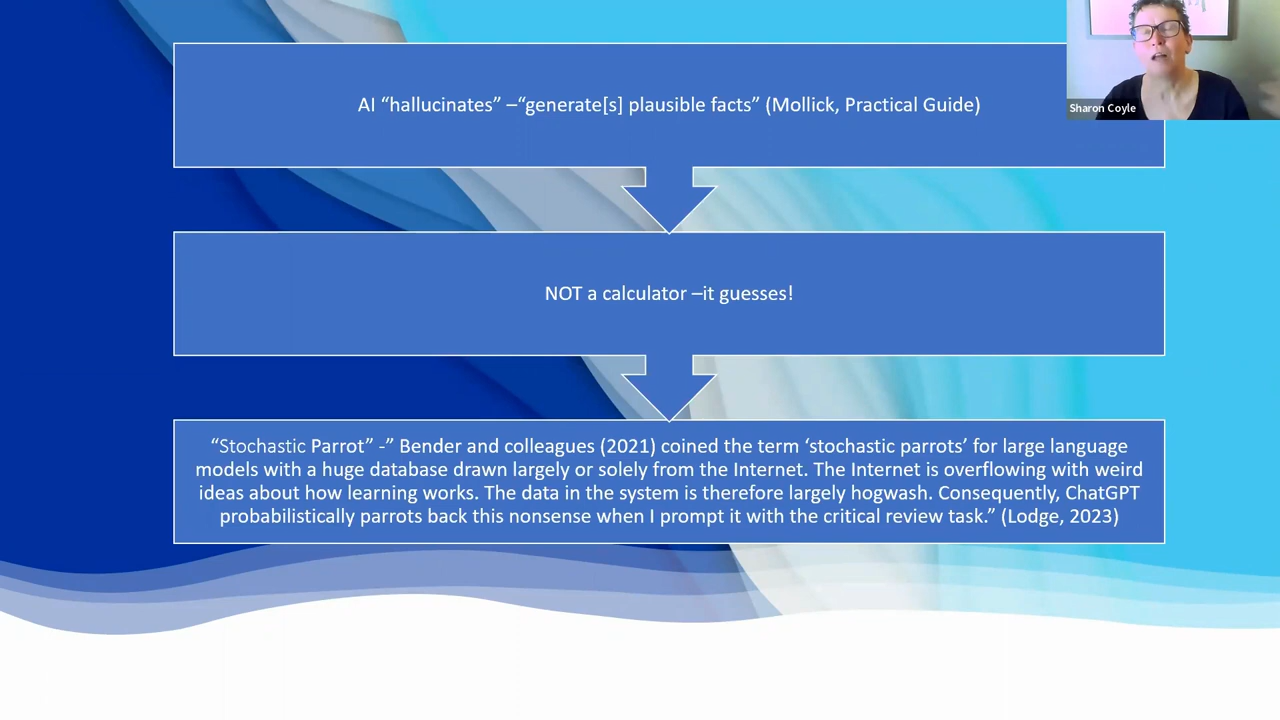 AI “hallucinates” –“generate[s] plausible facts” (Mollick, Practical Guide)
Sharon Coyle
NOT a calculator –it guesses!
“Stochastic Parrot” -” Bender and colleagues (2021) coined the term ‘stochastic parrots’ for large language
models with a huge database drawn largely or solely from the Internet. The Internet is overflowing with weird
ideas about how learning works. The data in the system is therefore largely hogwash. Consequently, ChatGPT
probabilistically parrots back this nonsense when I prompt it with the critical review task.” (Lodge, 2023)